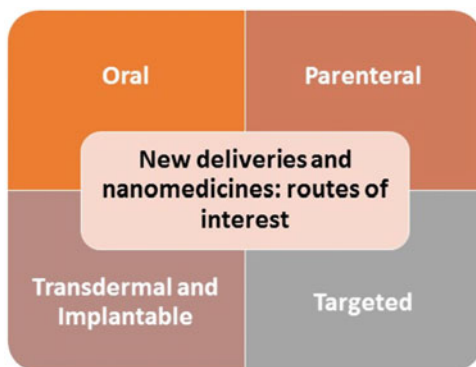 Oral
Parenteral
New deliveries and
nanomedicines: routes of
interest
Transdermal and
Implantable
Targeted